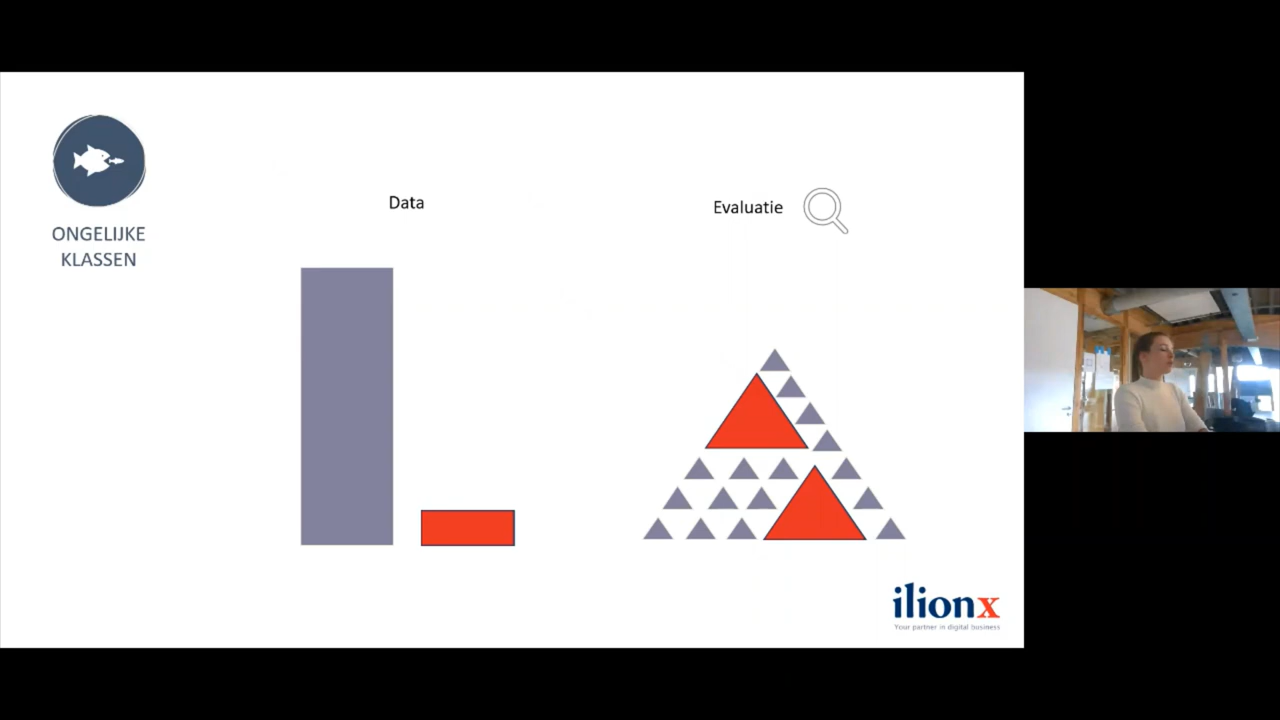 ONGELIJKE
KLASSEN
Data
Evaluatie
ilionx
Your partner in digital business